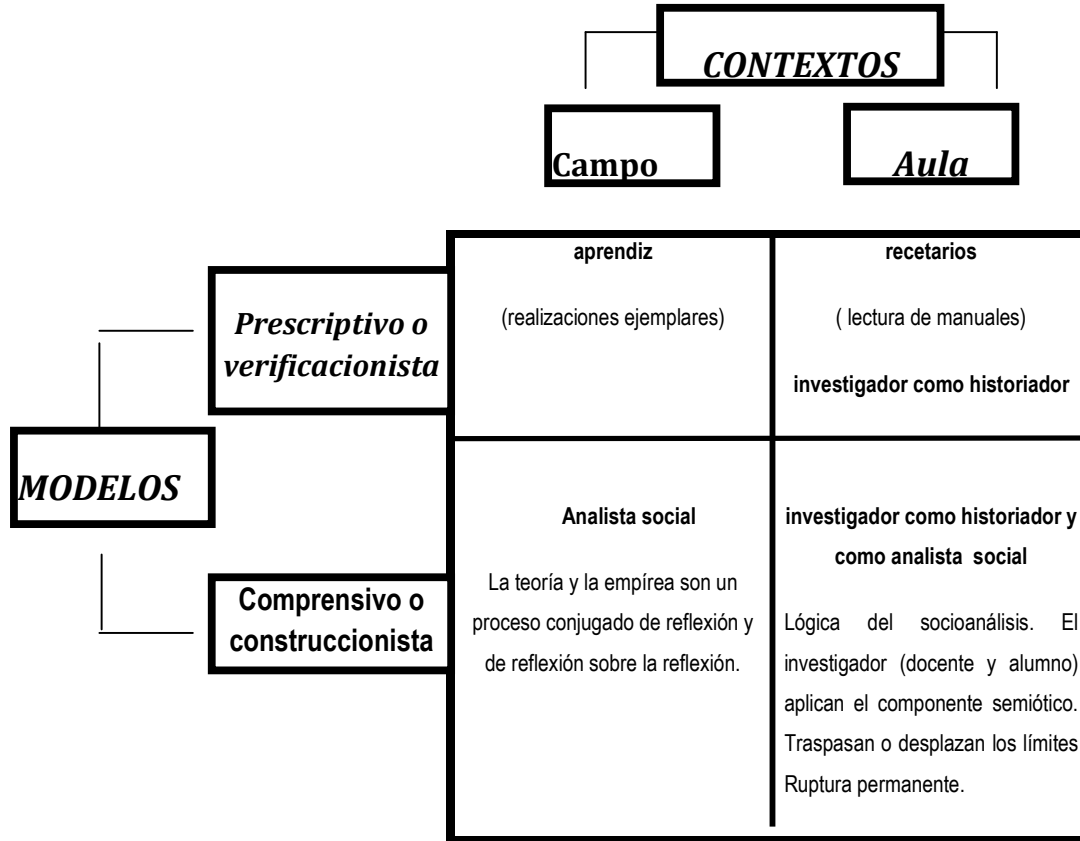 CONTEXTOS
Campo
Aula
aprendiz
(realizaciones ejemplares)
recetarios
( lectura de manuales)
investigador como historiador
Prescriptivo o
verificacionista
MODELOS
Comprensivo o
construccionista
Analista social
La teoría y la empírea son un
proceso conjugado de reflexión y
de reflexión sobre la reflexión.
investigador como historiador y
como analista social
Lógica del socioanálisis. El
investigador (docente y alumno)
aplican el componente semiótico.
Traspasan o desplazan los límites
Ruptura permanente.